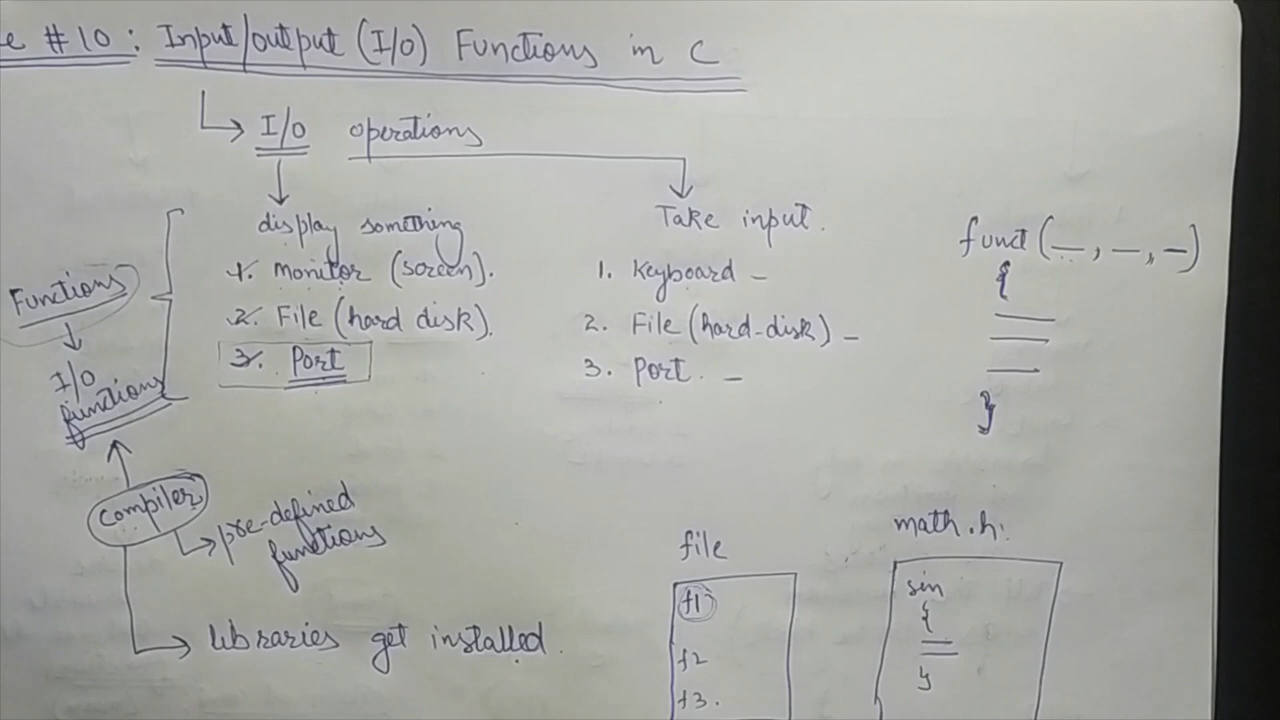 e #10: Input/output (I/O) Functions in C
I/O operations
display something
1. Monitor (screen).
2. File (hard disk).
3. Port
Take input.
1. Keyboard -
2. File (hard-disk) -
3. Port. -
Functions
I/O
functions
Compiler
pre-defined
functions
libraries get installed.
funct(—, —, —)
{
}
file
f1
f2
f3.
math.h.
sin
{
}